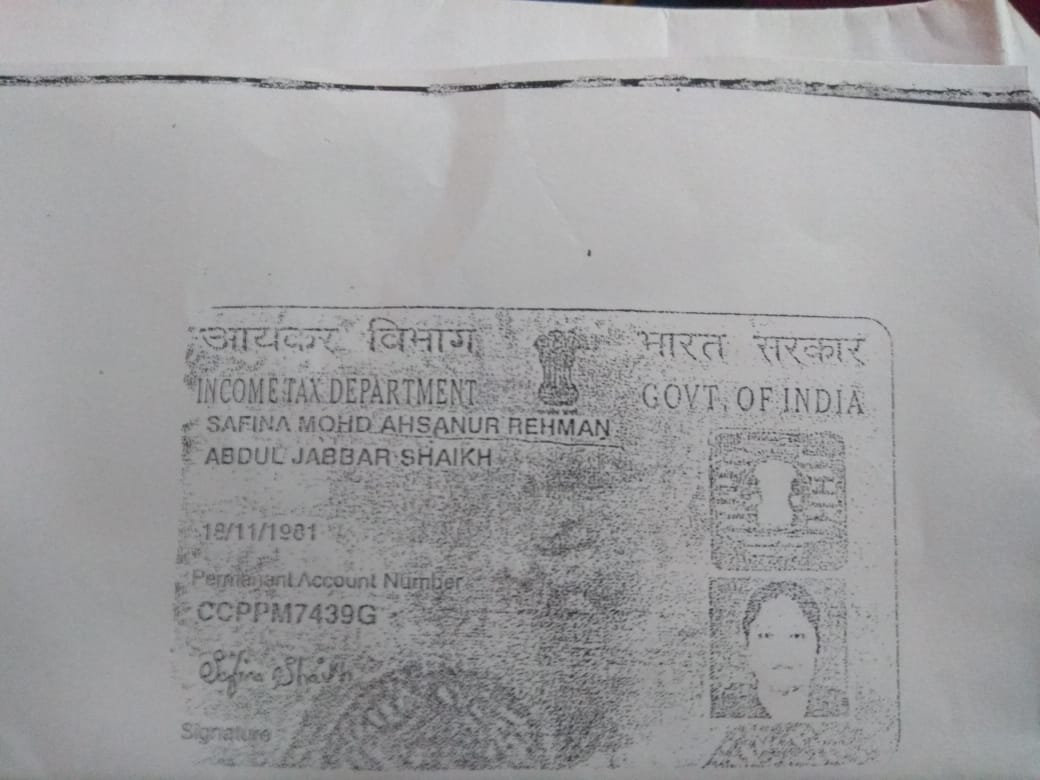 आयकर विभाग
भारत सरकार
INCOME TAX DEPARTMENT
GOVT. OF INDIA
SAFINA MOHD AHSANUR REHMAN
ABDUL JABBAR SHAIKH
18/11/1981
Permanant Account Number
CCPPM7439G
Safina Shaikh
Signature